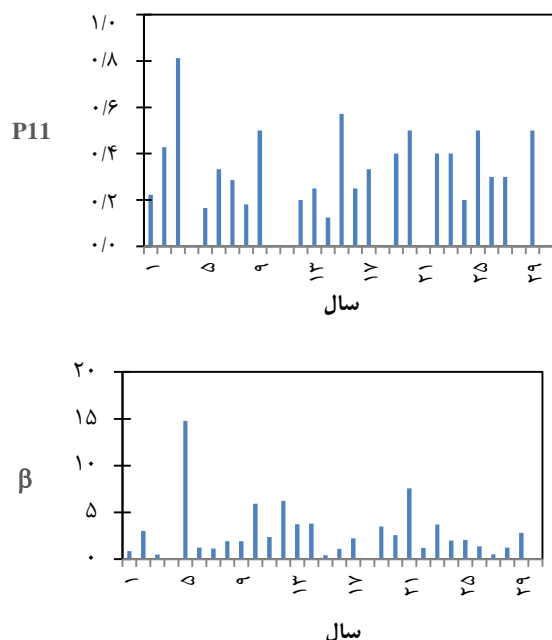 ۱/۰
۰/۸
۰/۶
۰/۴
۰/۲
۰/۰
P11
۱ ۵ ۹ ۱۳ ۱۷ ۲۱ ۲۵ ۲۹
سال
۲۰
۱۵
۱۰
۵
۰
β
۱ ۵ ۹ ۱۳ ۱۷ ۲۱ ۲۵ ۲۹
سال